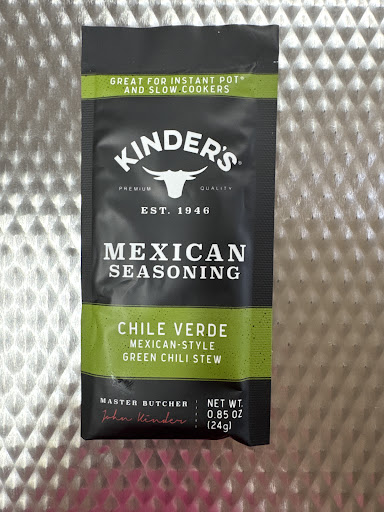 GREAT FOR INSTANT POT®
AND SLOW COOKERS
KINDER'S®
PREMIUM QUALITY
EST. 1946
MEXICAN
SEASONING
CHILE VERDE
MEXICAN-STYLE
GREEN CHILI STEW
MASTER BUTCHER
John Kinder
NET WT.
0.85 OZ
(24g)